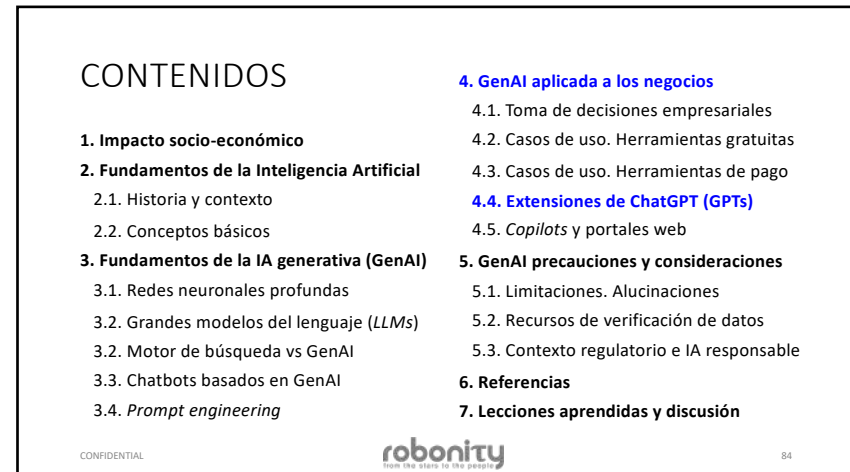 CONTENIDOS
1. Impacto socio-económico
2. Fundamentos de la Inteligencia Artificial
2.1. Historia y contexto
2.2. Conceptos básicos
3. Fundamentos de la IA generativa (GenAI)
3.1. Redes neuronales profundas
3.2. Grandes modelos del lenguaje (LLMs)
3.2. Motor de búsqueda vs GenAI
3.3. Chatbots basados en GenAI
3.4. Prompt engineering
4. GenAI aplicada a los negocios
4.1. Toma de decisiones empresariales
4.2. Casos de uso. Herramientas gratuitas
4.3. Casos de uso. Herramientas de pago
4.4. Extensiones de ChatGPT (GPTs)
4.5. Copilots y portales web
5. GenAI precauciones y consideraciones
5.1. Limitaciones. Alucinaciones
5.2. Recursos de verificación de datos
5.3. Contexto regulatorio e IA responsable
6. Referencias
7. Lecciones aprendidas y discusión
CONFIDENTIAL
robonity
from the stars to the people
84